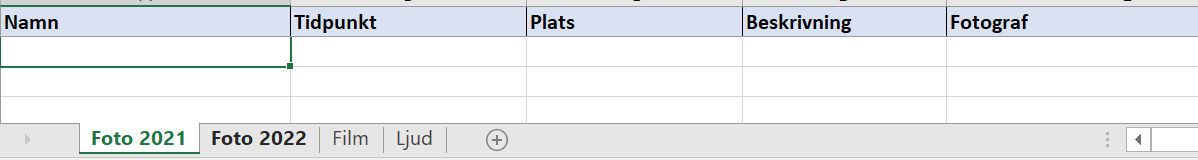 Namn Tidpunkt Plats Beskrivning Fotograf
Foto 2021 Foto 2022 Film Ljud